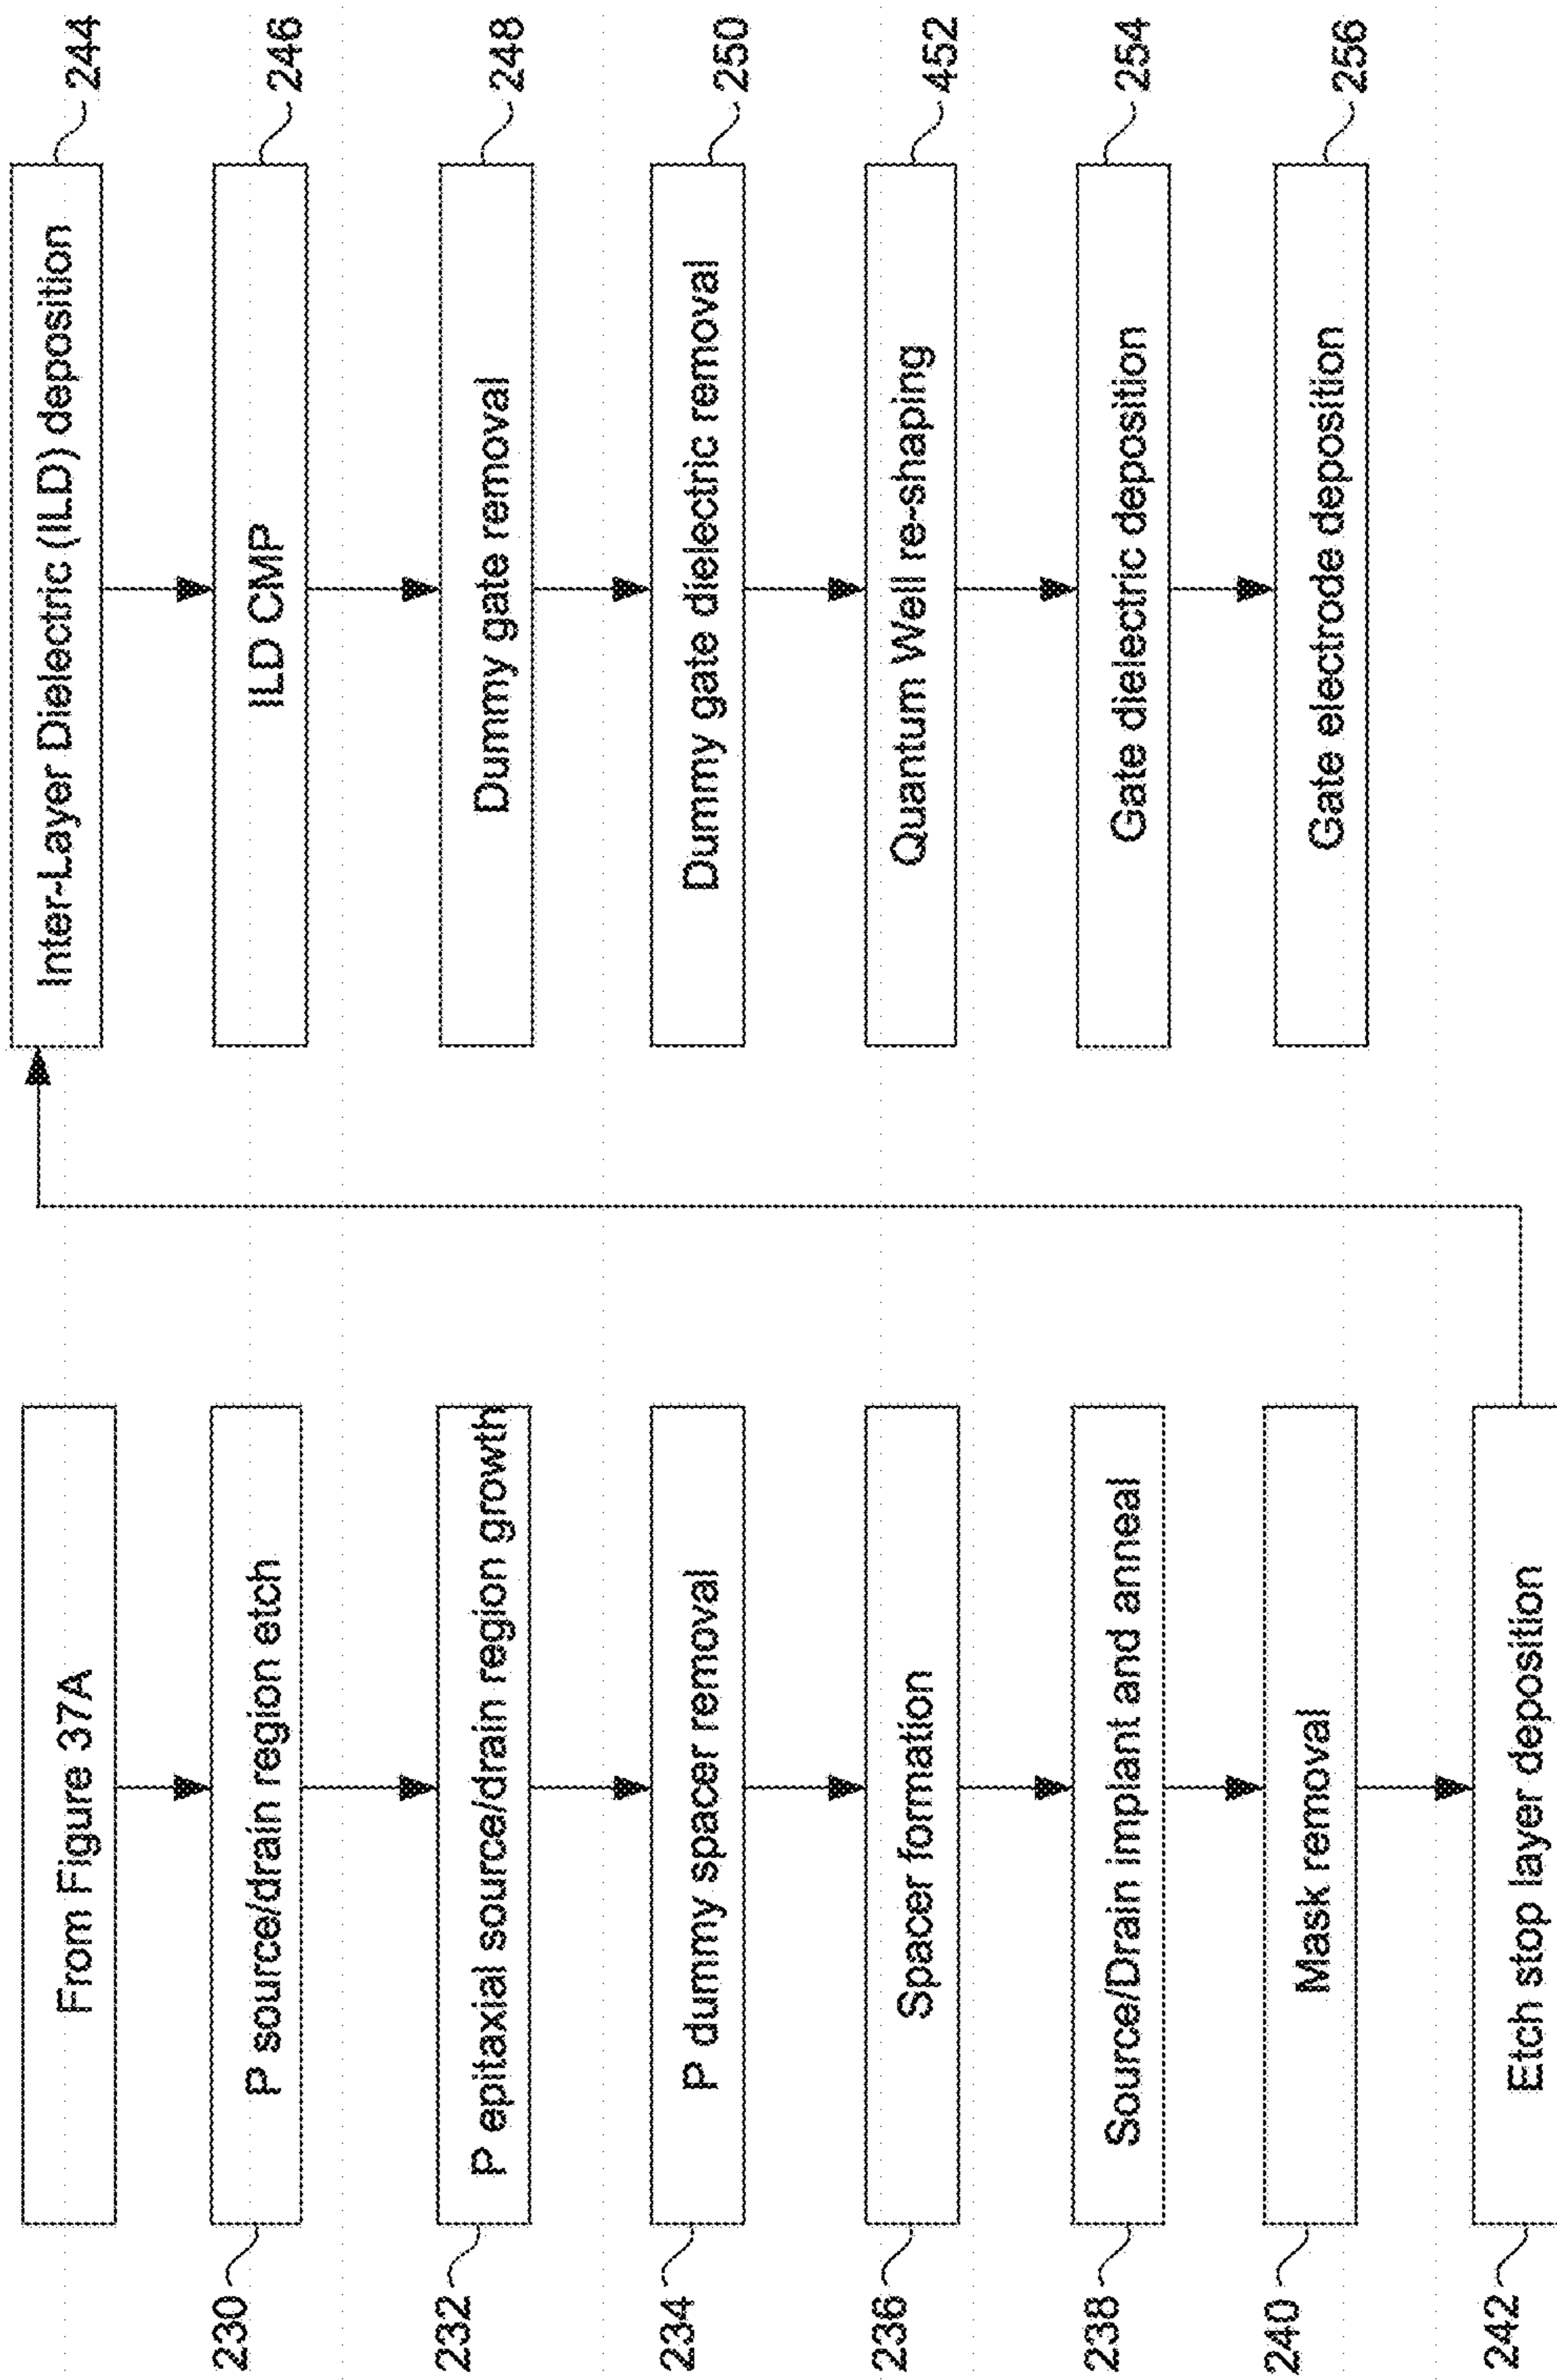 From Figure 37A
230
P source/drain region etch
232
P epitaxial source/drain region growth
234
P dummy spacer removal
236
Spacer formation
238
Source/Drain implant and anneal
240
Mask removal
242
Etch stop layer deposition
Inter-Layer Dielectric (ILD) deposition
244
ILD CMP
246
Dummy gate removal
248
Dummy gate dielectric removal
250
Quantum Well re-shaping
452
Gate dielectric deposition
254
Gate electrode deposition
256